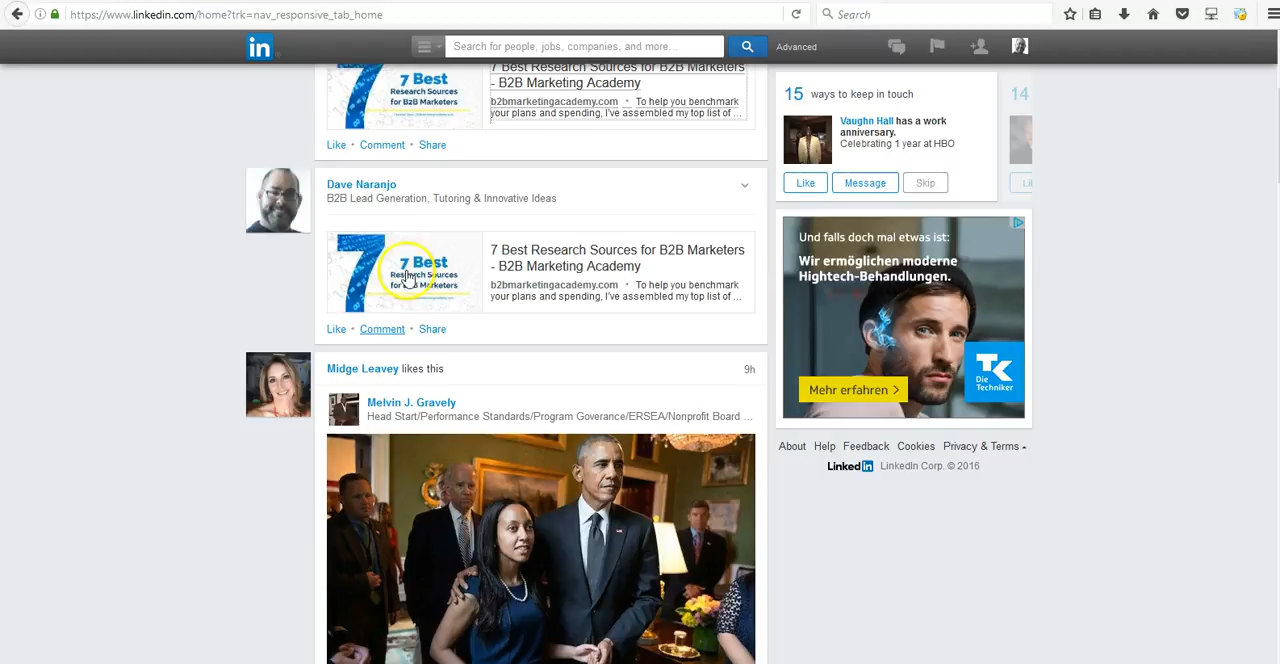 https://www.linkedin.com/home?trk=nav_responsive_tab_home
Search
in
Search for people, jobs, companies, and more...
Advanced
7 Best
Research Sources
for B2B Marketers
7 Best Research Sources for B2B Marketers
- B2B Marketing Academy
b2bmarketingacademy.com • To help you benchmark
your plans and spending, I've assembled my top list of ...
Like • Comment • Share
15 ways to keep in touch
14
Vaughn Hall has a work
anniversary.
Celebrating 1 year at HBO
Like
Message
Skip
Li
Dave Naranjo
B2B Lead Generation, Tutoring & Innovative Ideas
7 Best
Research Sources
for B2B Marketers
7 Best Research Sources for B2B Marketers
- B2B Marketing Academy
b2bmarketingacademy.com • To help you benchmark
your plans and spending, I've assembled my top list of ...
Like • Comment • Share
Und falls doch mal etwas ist:
Wir ermöglichen moderne
Hightech-Behandlungen.
Mehr erfahren >
TK
Die
Techniker
Midge Leavey likes this
9h
Melvin J. Gravely
Head Start/Performance Standards/Program Goverance/ERSEA/Nonprofit Board ...
About Help Feedback Cookies Privacy & Terms
Linked in LinkedIn Corp. © 2016